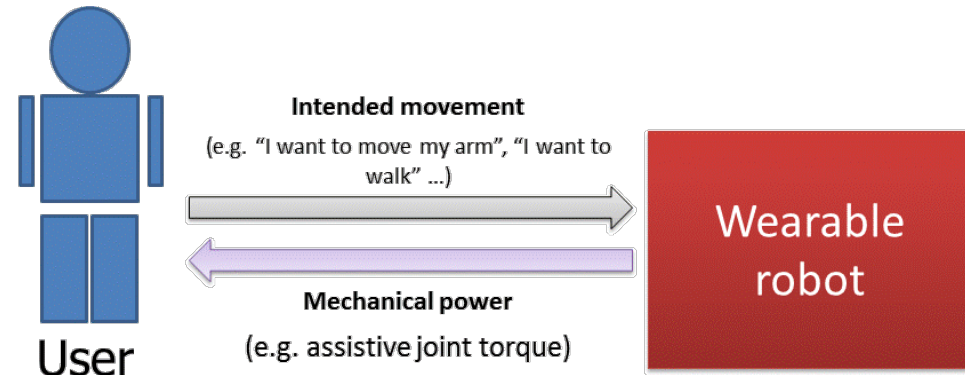 Intended movement
(e.g. “I want to move my arm”, “I want to
walk” …)
Wearable
robot
Mechanical power
(e.g. assistive joint torque)
User